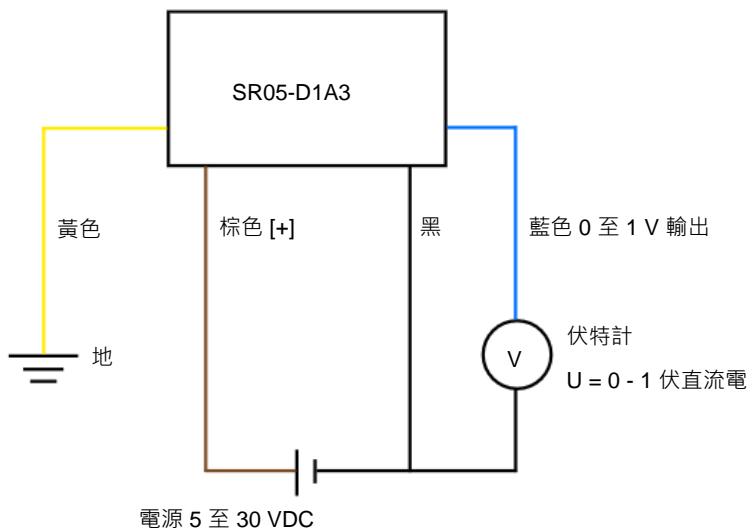 SR05-D1A3
黃色
棕色 [+]
黑
藍色 0 至 1 V 輸出
地
V
伏特計
U = 0 - 1 伏直流電
電源 5 至 30 VDC